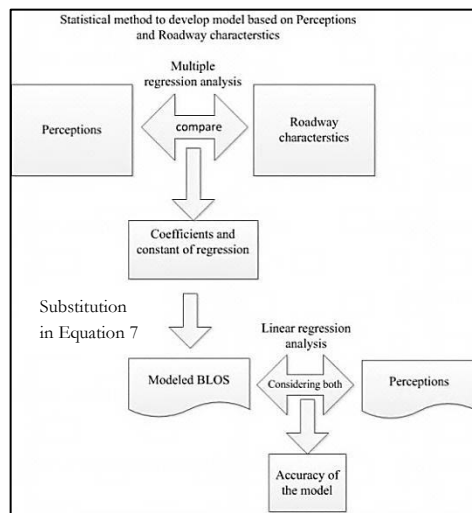 Statistical method to develop model based on Perceptions
and Roadway characterstics
Multiple
regression analysis
Perceptions
compare
Roadway
characterstics
Coefficients and
constant of regression
Substitution
in Equation 7
Linear regression
analysis
Modeled BLOS
Considering both
Perceptions
Accuracy of
the model